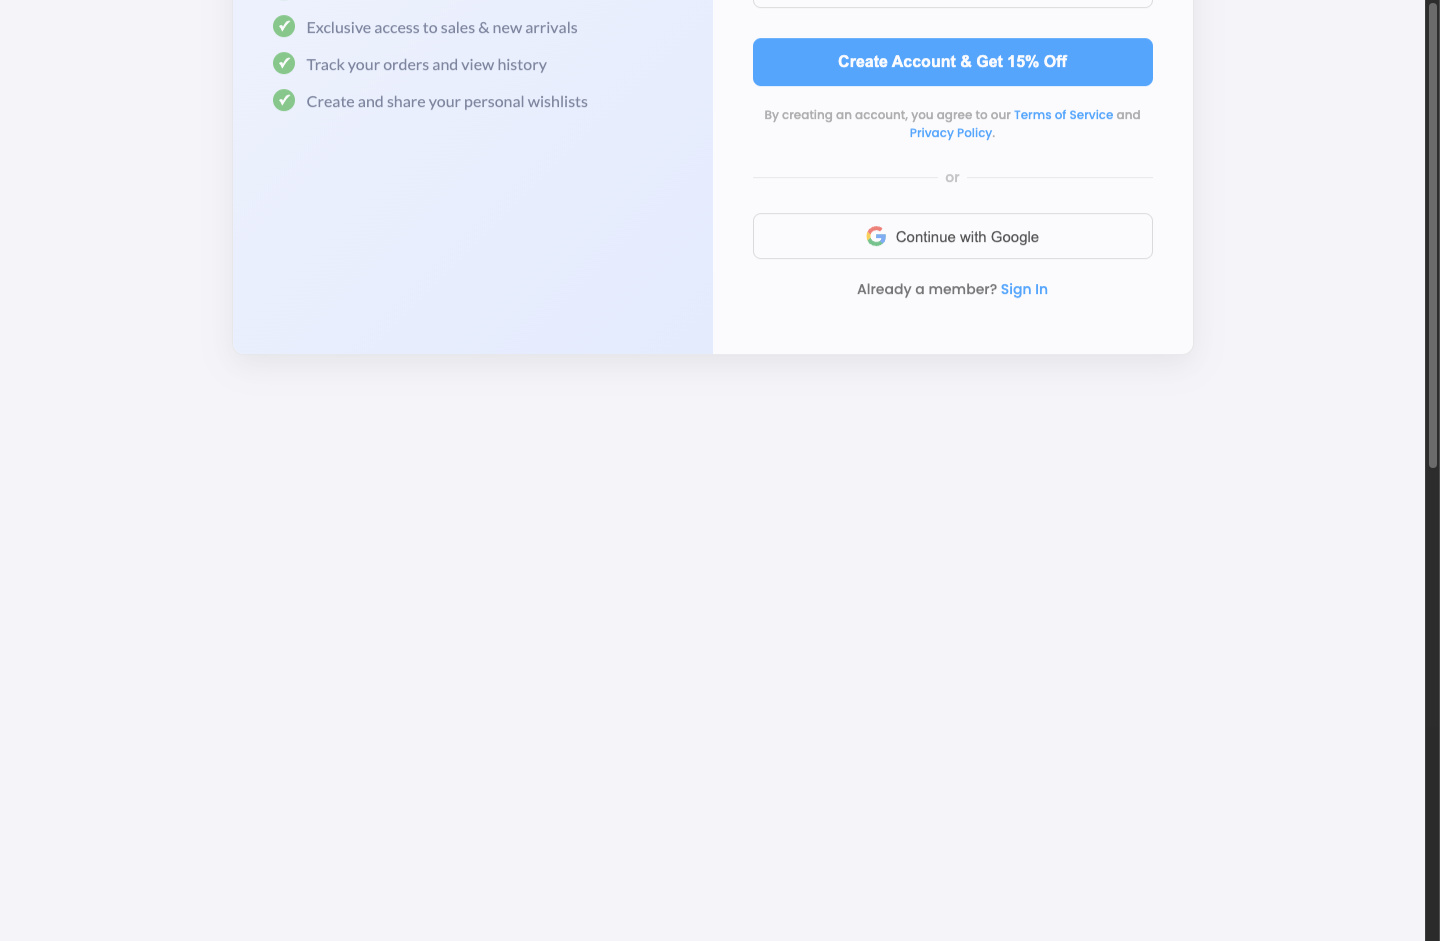 Exclusive access to sales & new arrivals
Track your orders and view history
Create and share your personal wishlists
Create Account & Get 15% Off
By creating an account, you agree to our Terms of Service and
Privacy Policy.
or
Continue with Google
Already a member? Sign In